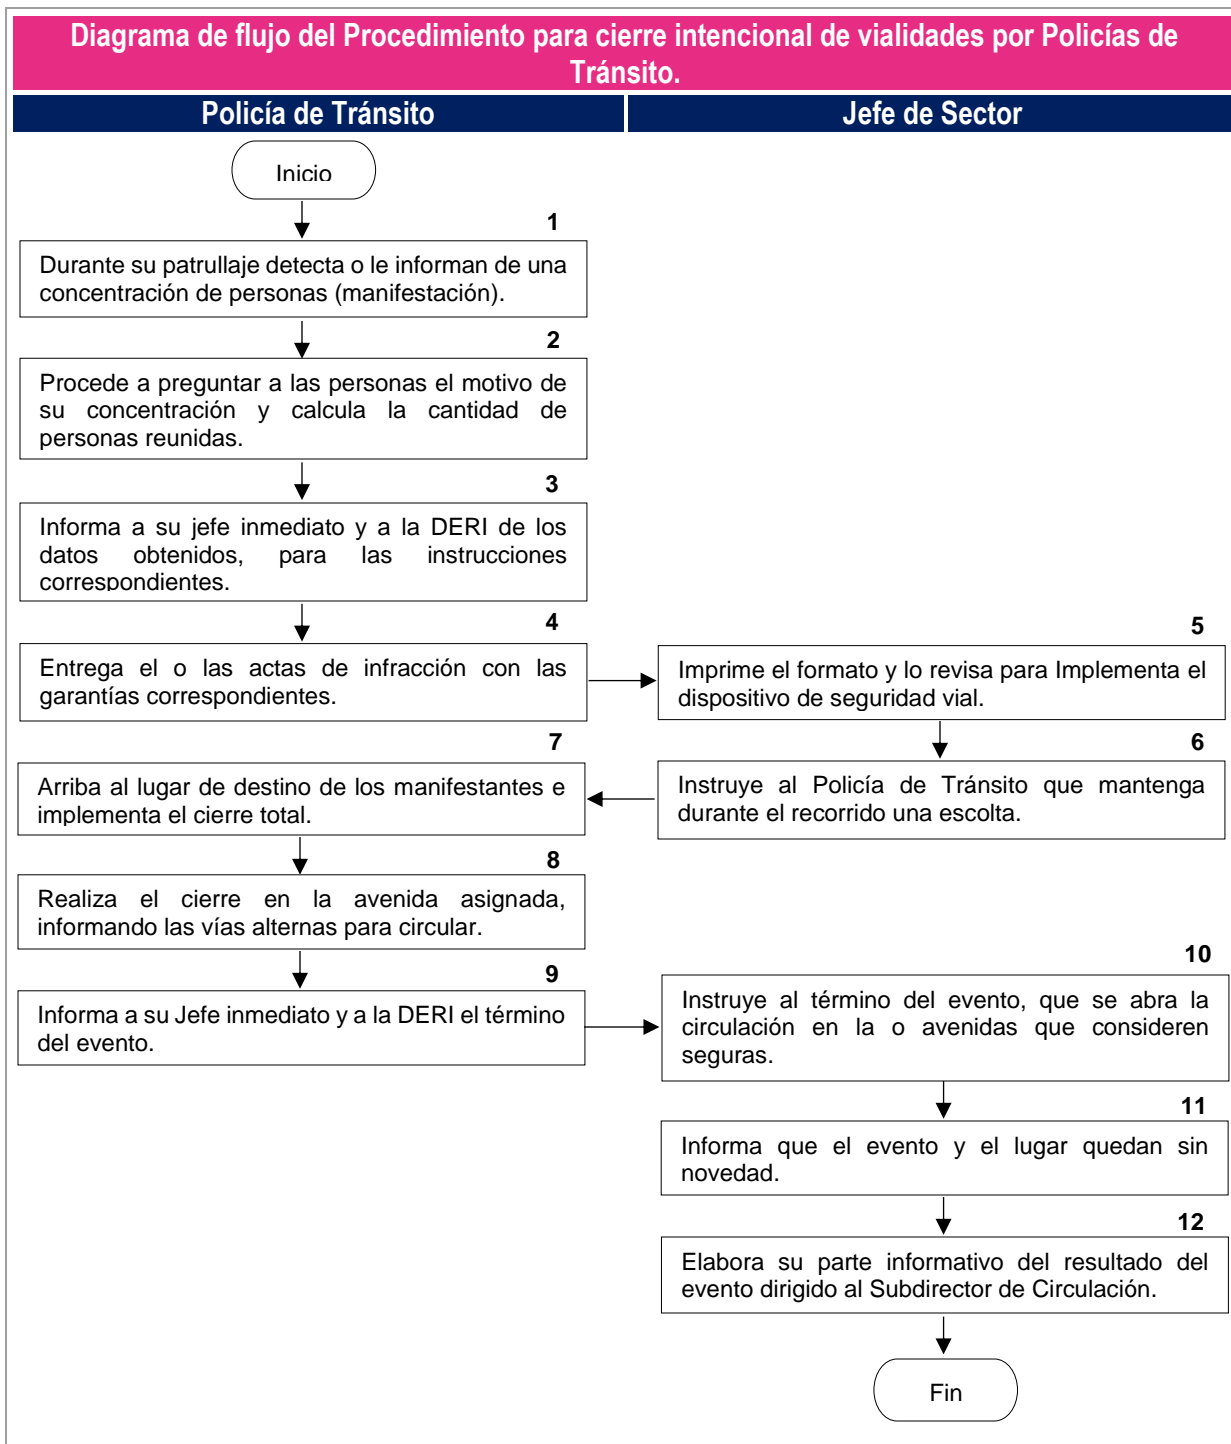 Diagrama de flujo del Procedimiento para cierre intencional de vialidades por Policías de
Tránsito.
Policía de Tránsito
Jefe de Sector
Inicio
1
Durante su patrullaje detecta o le informan de una
concentración de personas (manifestación).
2
Procede a preguntar a las personas el motivo de
su concentración y calcula la cantidad de
personas reunidas.
3
Informa a su jefe inmediato y a la DERI de los
datos obtenidos, para las instrucciones
correspondientes.
4
Entrega el o las actas de infracción con las
garantías correspondientes.
5
Imprime el formato y lo revisa para Implementa el
dispositivo de seguridad vial.
6
Instruye al Policía de Tránsito que mantenga
durante el recorrido una escolta.
7
Arriba al lugar de destino de los manifestantes e
implementa el cierre total.
8
Realiza el cierre en la avenida asignada,
informando las vías alternas para circular.
9
Informa a su Jefe inmediato y a la DERI el término
del evento.
10
Instruye al término del evento, que se abra la
circulación en la o avenidas que consideren
seguras.
11
Informa que el evento y el lugar quedan sin
novedad.
12
Elabora su parte informativo del resultado del
evento dirigido al Subdirector de Circulación.
Fin